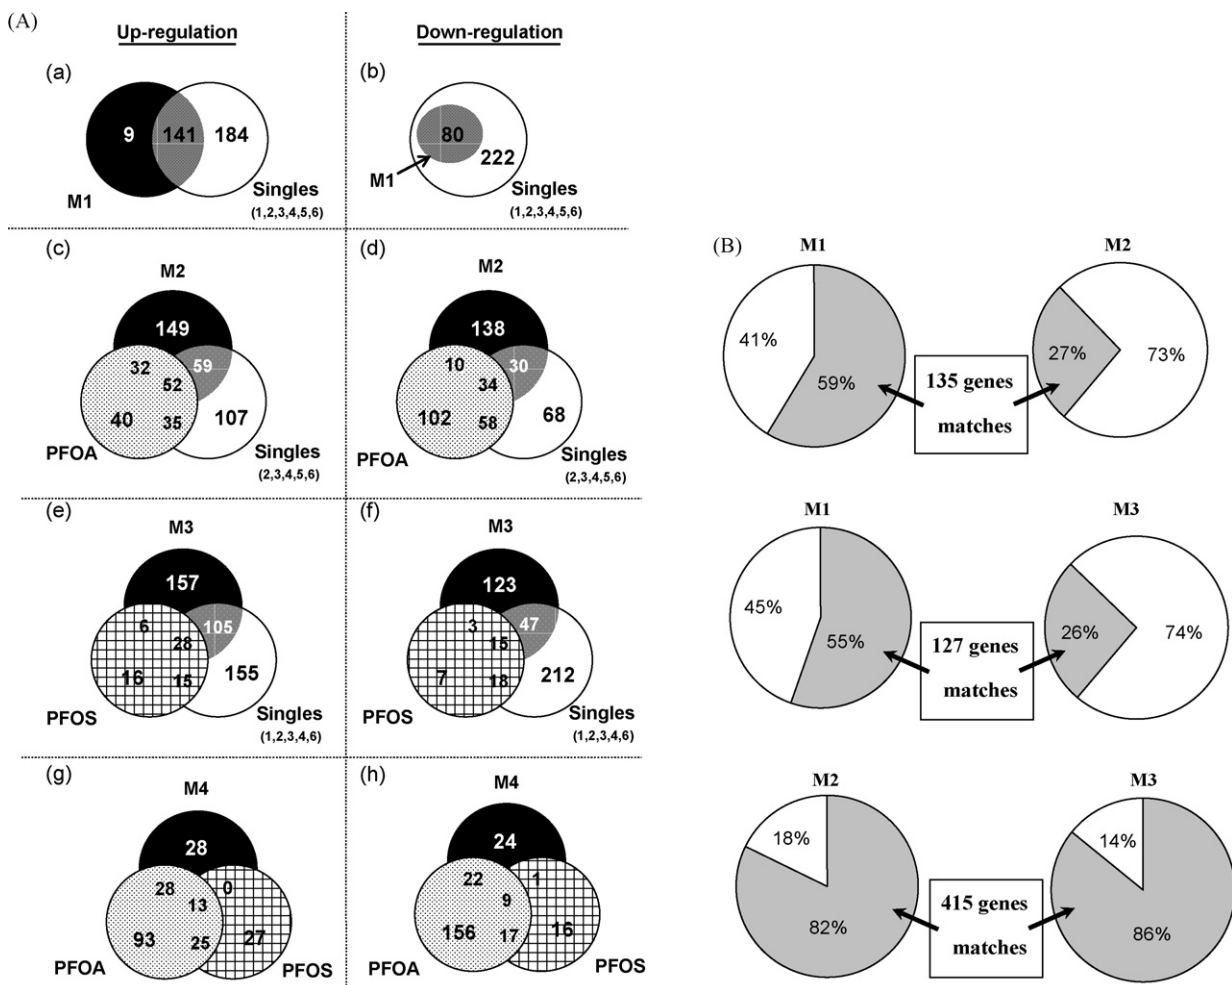 (A)
Up-regulation
Down-regulation
(a)
9
141
184
M1
Singles
(1,2,3,4,5,6)
(b)
80
222
M1
Singles
(1,2,3,4,5,6)
(c)
M2
149
32
59
52
40
35
107
PFOA
Singles
(2,3,4,5,6)
(d)
M2
138
10
30
34
102
58
68
PFOA
Singles
(2,3,4,5,6)
(e)
M3
157
6
105
28
16
15
155
PFOS
Singles
(1,2,3,4,6)
(f)
M3
123
3
47
15
7
18
212
PFOS
Singles
(1,2,3,4,6)
(g)
M4
28
28
0
13
93
25
27
PFOA
PFOS
(h)
M4
24
22
1
9
156
17
16
PFOA
PFOS
(B)
M1
M2
41%
59%
135 genes
matches
27%
73%
M1
M3
45%
55%
127 genes
matches
26%
74%
M2
M3
18%
82%
415 genes
matches
14%
86%